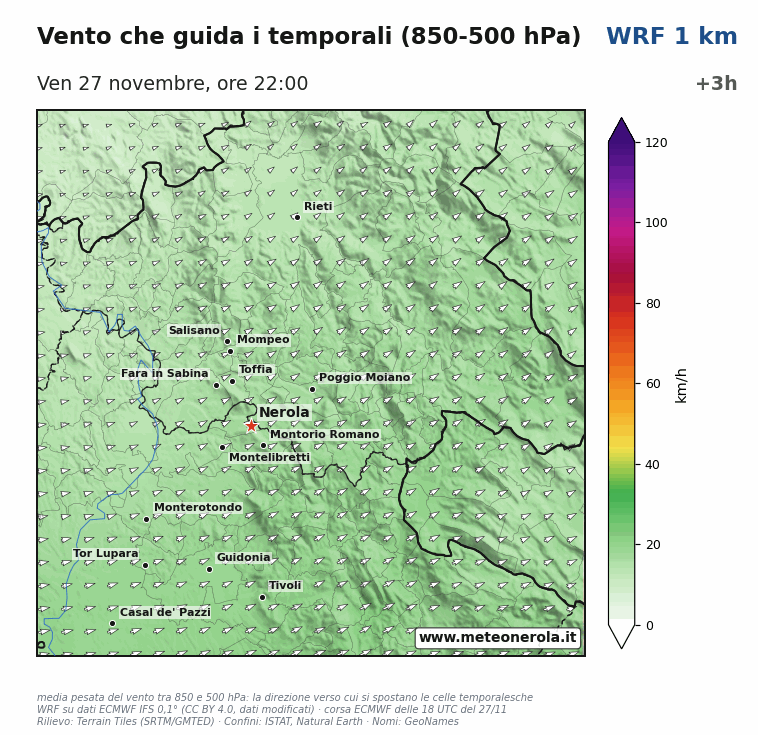 Vento che guida i temporali (850-500 hPa)
WRF 1 km
Ven 27 novembre, ore 22:00
+3h
Rieti
Salisano
Mompeo
Fara in Sabina
Toffia
Poggio Moiano
Nerola
Montorio Romano
Montelibretti
Monterotondo
Tor Lupara
Guidonia
Tivoli
Casal de' Pazzi
www.meteonerola.it
120
100
80
60
40
20
0
km/h
media pesata del vento tra 850 e 500 hPa: la direzione verso cui si spostano le celle temporalesche
WRF su dati ECMWF IFS 0,1° (CC BY 4.0, dati modificati) · corsa ECMWF delle 18 UTC del 27/11
Rilievo: Terrain Tiles (SRTM/GMTED) · Confini: ISTAT, Natural Earth · Nomi: GeoNames